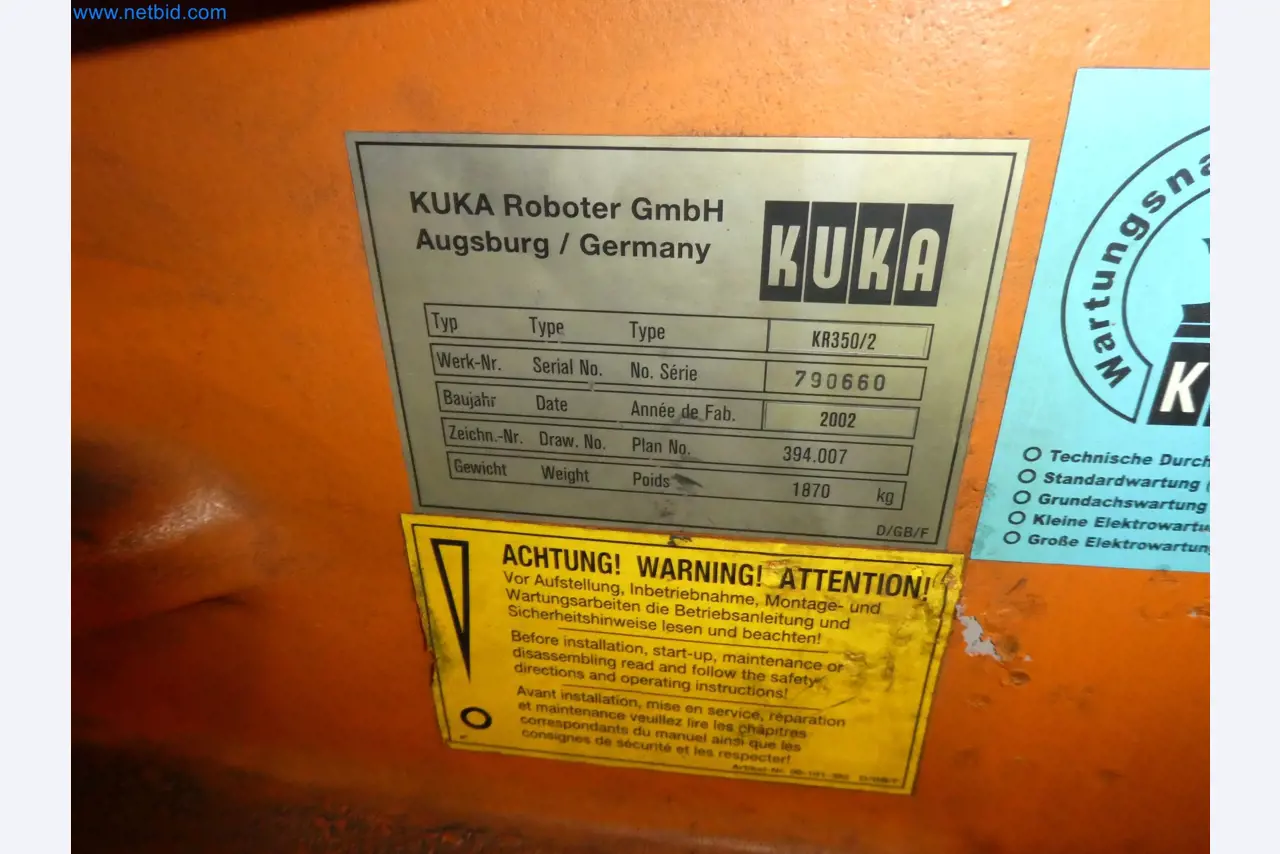 www.netbid.com
KUKA Roboter GmbH
Augsburg / Germany
KUKA
Typ Type Type KR350/2
Werk-Nr. Serial No. No. Série 790660
Baujahr Date Année de Fab. 2002
Zeichn.-Nr. Draw. No. Plan No. 394.007
Gewicht Weight Poids 1870 kg
D/GB/F
ACHTUNG! WARNING! ATTENTION!
Vor Aufstellung, Inbetriebnahme, Montage- und
Wartungsarbeiten die Betriebsanleitung und
Sicherheitshinweise lesen und beachten!
Before installation, start-up, maintenance or
disassembling read and follow the safety
directions and operating instructions!
Avant installation, mise en service, réparation
et maintenance veuillez lire les chapitres
correspondants du manuel ainsi que les
consignes de sécurité et les respecter!
Artikel-Nr. D/GB/F
Wartungsna
K
Technische Durch
Standardwartung (
Grundachswartung
Kleine Elektrowartu
Große Elektrowartun